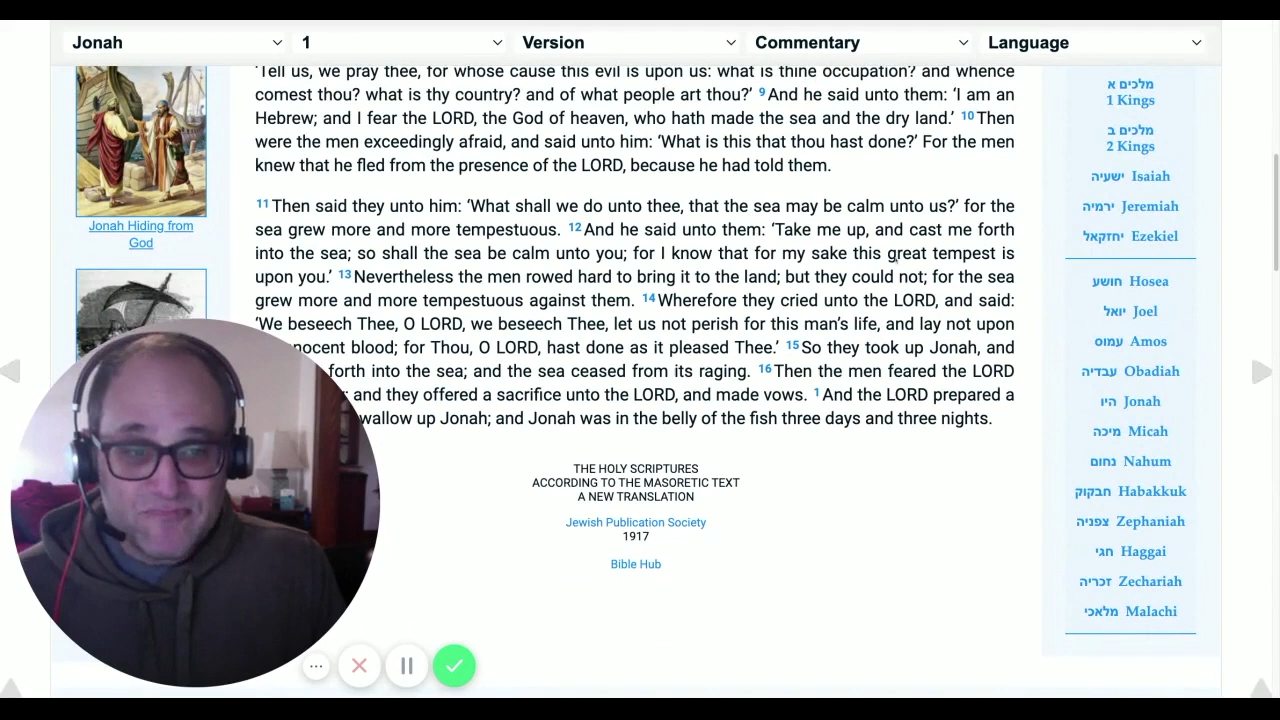 Jonah 1 Version Commentary Language
‘Tell us, we pray thee, for whose cause this evil is upon us: what is thine occupation? and whence
comest thou? what is thy country? and of what people art thou?’ 9 And he said unto them: ‘I am an
Hebrew; and I fear the LORD, the God of heaven, who hath made the sea and the dry land.’ 10 Then
were the men exceedingly afraid, and said unto him: ‘What is this that thou hast done?’ For the men
knew that he fled from the presence of the LORD, because he had told them.
11 Then said they unto him: ‘What shall we do unto thee, that the sea may be calm unto us?’ for the
sea grew more and more tempestuous. 12 And he said unto them: ‘Take me up, and cast me forth
into the sea; so shall the sea be calm unto you; for I know that for my sake this great tempest is
upon you.’ 13 Nevertheless the men rowed hard to bring it to the land; but they could not; for the sea
grew more and more tempestuous against them. 14 Wherefore they cried unto the LORD, and said:
‘We beseech Thee, O LORD, we beseech Thee, let us not perish for this man’s life, and lay not upon
nocent blood; for Thou, O LORD, hast done as it pleased Thee.’ 15 So they took up Jonah, and
forth into the sea; and the sea ceased from its raging. 16 Then the men feared the LORD
; and they offered a sacrifice unto the LORD, and made vows. 1 And the LORD prepared a
wallow up Jonah; and Jonah was in the belly of the fish three days and three nights.
THE HOLY SCRIPTURES
ACCORDING TO THE MASORETIC TEXT
A NEW TRANSLATION
Jewish Publication Society
1917
Bible Hub
Jonah Hiding from
God
מלכים א
1 Kings
מלכים ב
2 Kings
ישעיה Isaiah
ירמיה Jeremiah
יחזקאל Ezekiel
הושע Hosea
יואל Joel
עמוס Amos
עבדיה Obadiah
היו Jonah
מיכה Micah
נחום Nahum
חבקוק Habakkuk
צפניה Zephaniah
חגי Haggai
זכריה Zechariah
מלאכי Malachi